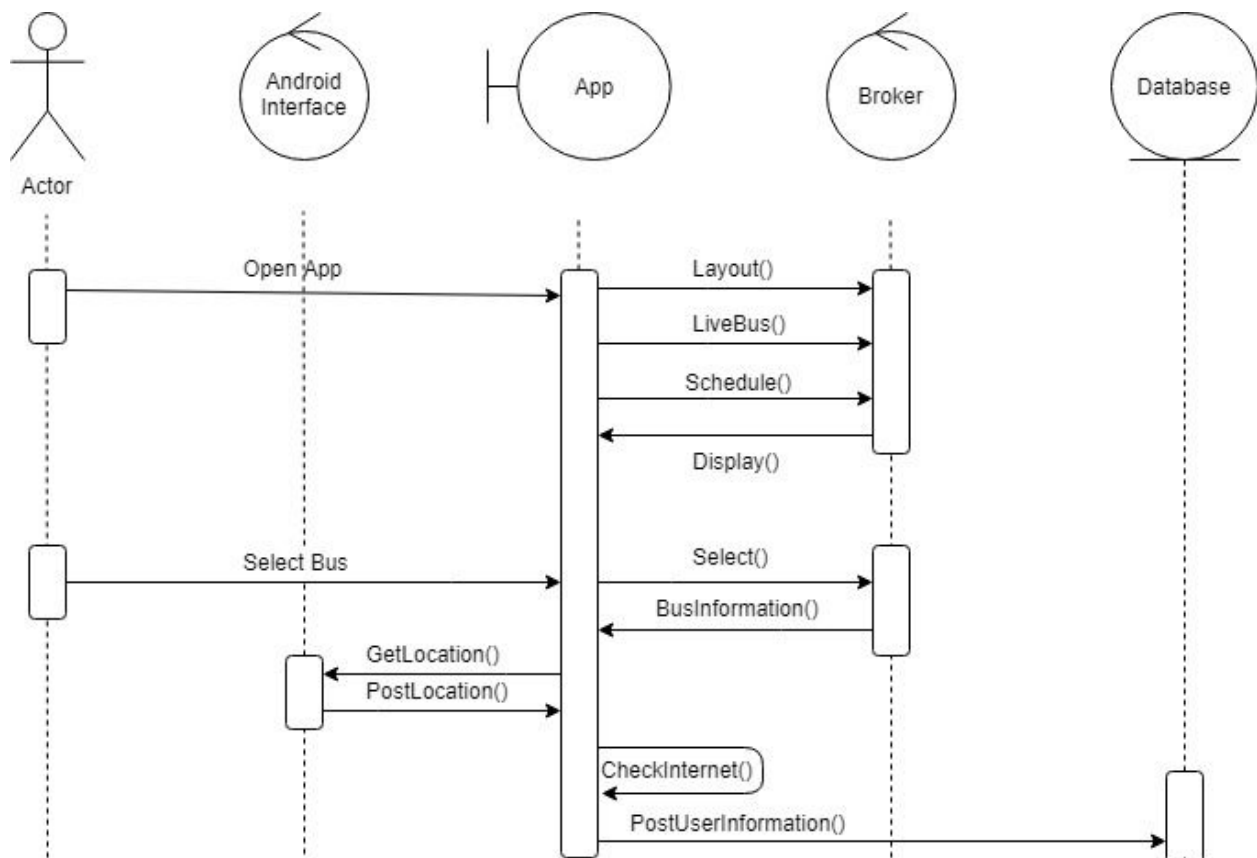 Android
Interface
App
Broker
Database
Actor
Open App
Layout()
LiveBus()
Schedule()
Display()
Select Bus
Select()
BusInformation()
GetLocation()
PostLocation()
CheckInternet()
PostUserInformation()